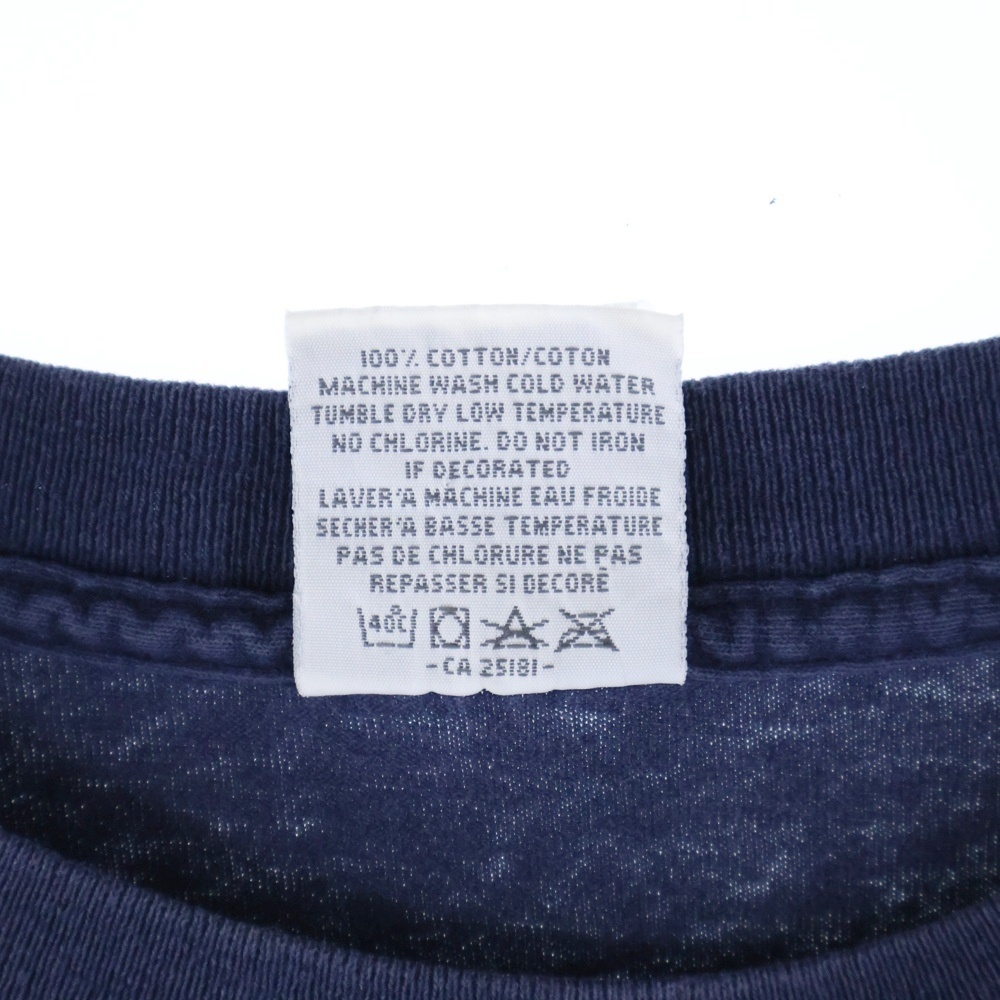 100% COTTON/COTON
MACHINE WASH COLD WATER
TUMBLE DRY LOW TEMPERATURE
NO CHLORINE. DO NOT IRON
IF DECORATED
LAVER'A MACHINE EAU FROIDE
SECHER'A BASSE TEMPERATURE
PAS DE CHLORURE NE PAS
REPASSER SI DECORÉ
40°C
- CA 25181 -